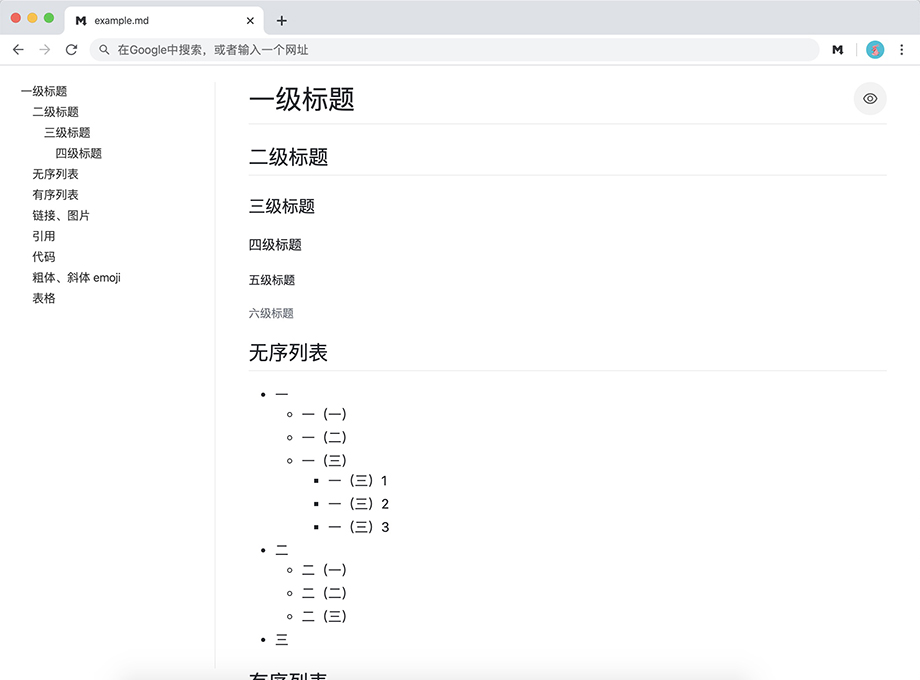 example.md
在Google中搜索，或者输入一个网址
一级标题
二级标题
三级标题
四级标题
无序列表
有序列表
链接、图片
引用
代码
粗体、斜体 emoji
表格
一级标题
二级标题
三级标题
四级标题
五级标题
六级标题
无序列表
一
一（一）
一（二）
一（三）
一（三）1
一（三）2
一（三）3
二
二（一）
二（二）
二（三）
三
有序列表